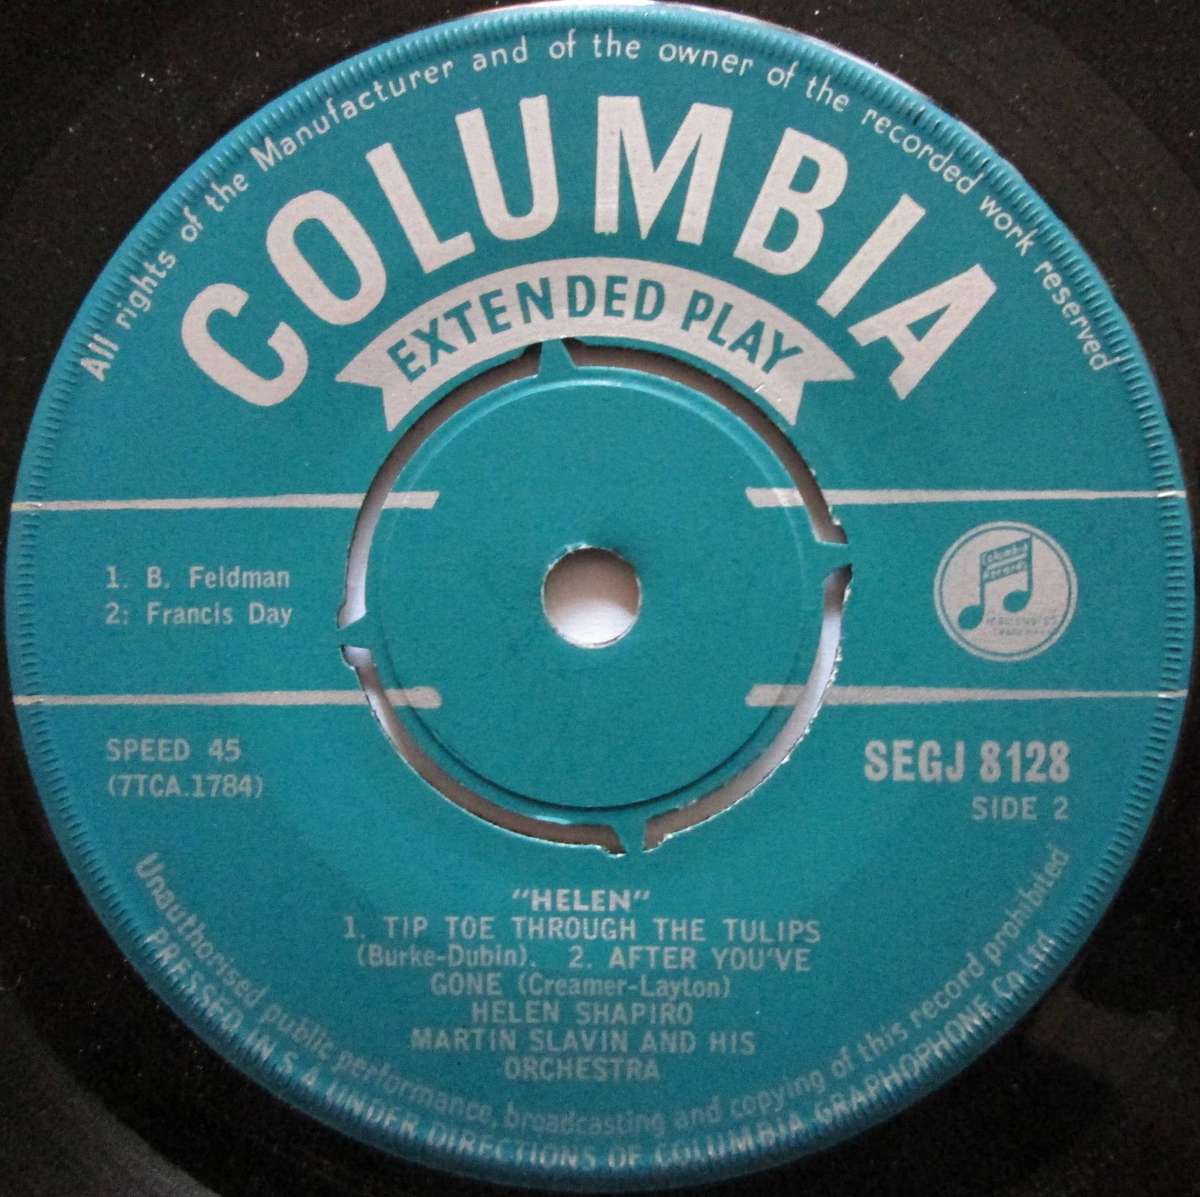 All rights of the Manufacturer and of the owner of the recorded work reserved
COLUMBIA
EXTENDED PLAY
1. B. Feldman
2: Francis Day
Columbia
Records
SPEED 45
(7TCA.1784)
SEGJ 8128
SIDE 2
"HELEN"
1. TIP TOE THROUGH THE TULIPS
(Burke-Dubin). 2. AFTER YOU'VE
GONE (Creamer-Layton)
HELEN SHAPIRO
MARTIN SLAVIN AND HIS
ORCHESTRA
Unauthorised public performance, broadcasting and copying of this record prohibited
PRESSED IN S.A UNDER DIRECTIONS OF COLUMBIA GRAPHOPHONE Co. Ltd.